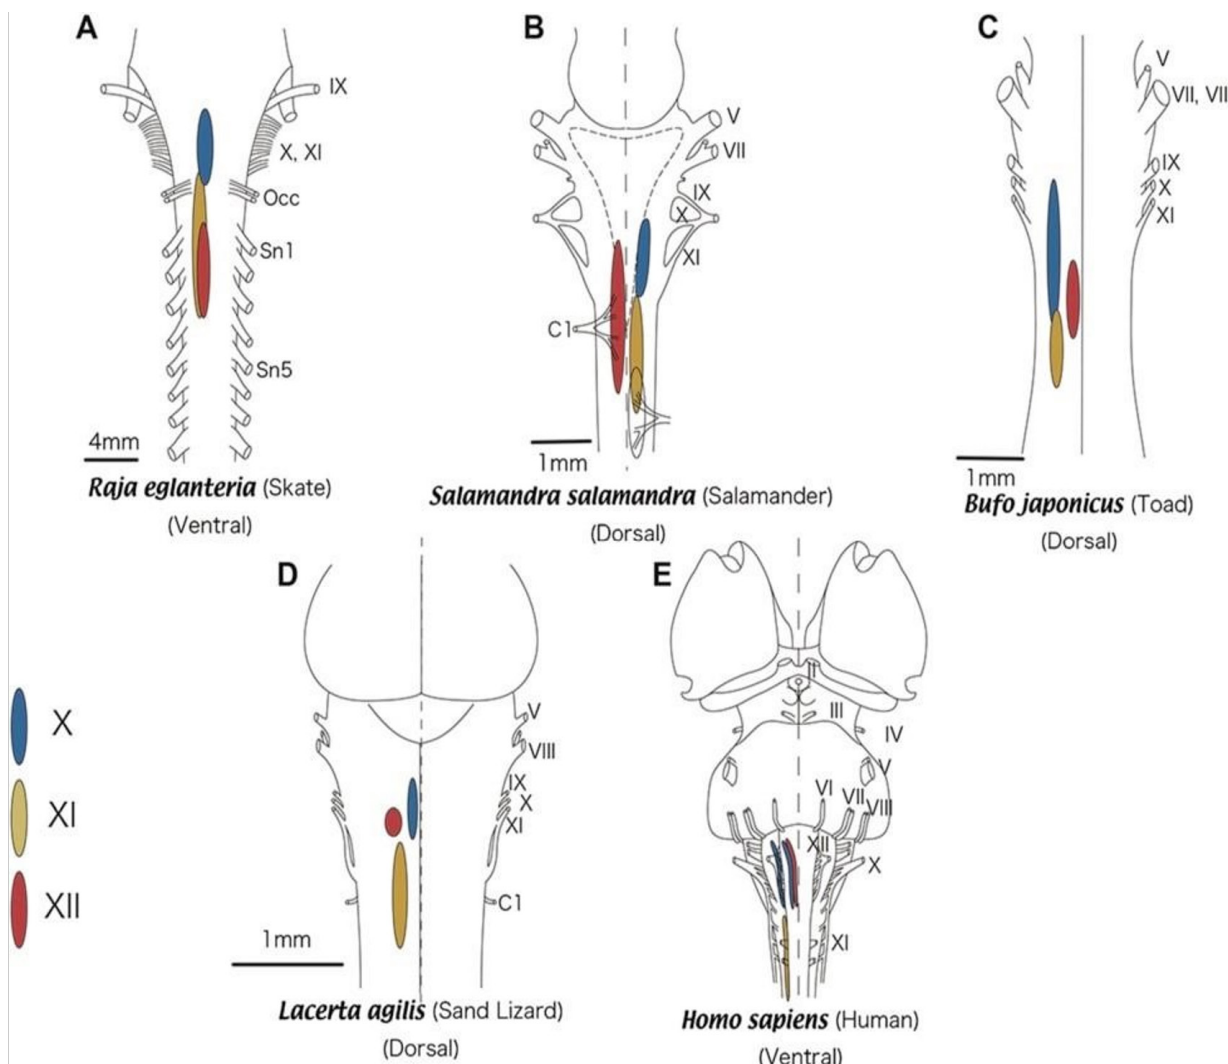 A
IX
X, XI
Occ
Sn1
Sn5
4mm
Raja eglanteria (Skate)
(Ventral)
B
V
VII
IX
X
XI
C1
1mm
Salamandra salamandra (Salamander)
(Dorsal)
C
V
VII, VII
IX
X
XI
1mm
Bufo japonicus (Toad)
(Dorsal)
X
XI
XII
D
V
VIII
IX
X
XI
C1
1mm
Lacerta agilis (Sand Lizard)
(Dorsal)
E
II
III
IV
V
VI
VII
VIII
XII
X
XI
Homo sapiens (Human)
(Ventral)